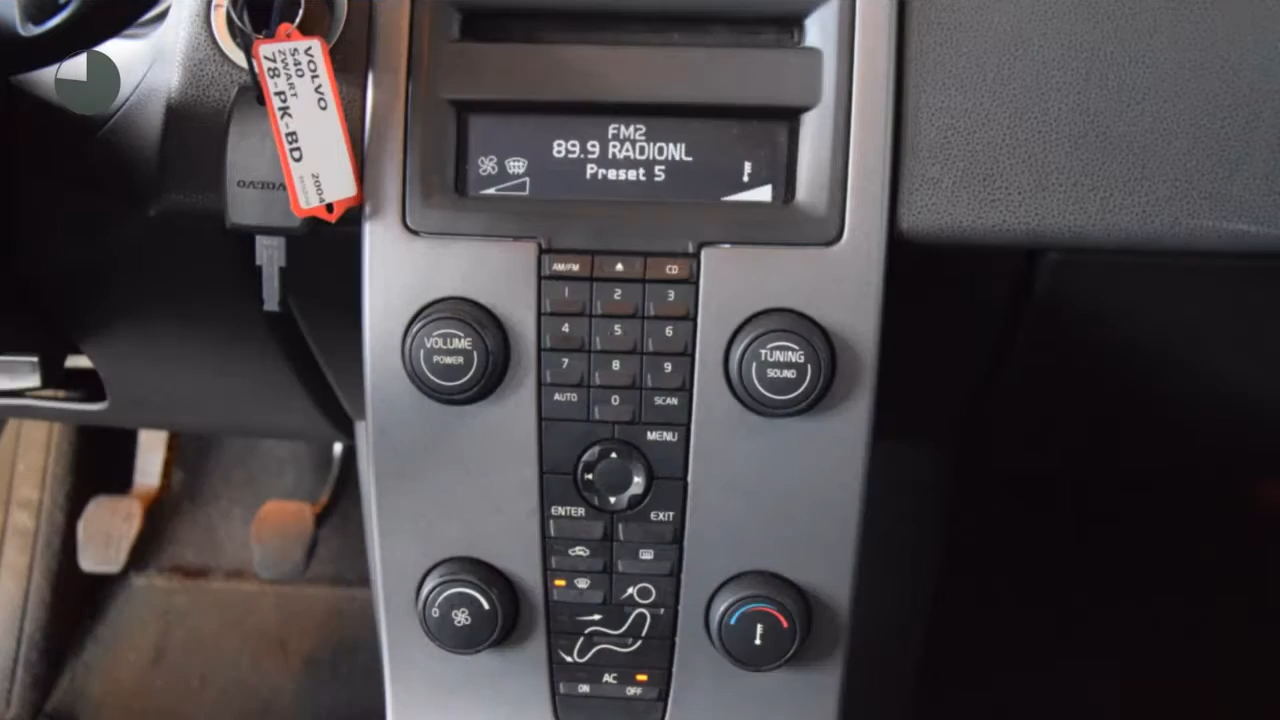 VOLVO
S40
ZWART
78-PK-BD
2004
VOLVO
FM2
89.9 RADIONL
Preset 5
AM/FM
CD
1
2
3
4
5
6
7
8
9
AUTO
0
SCAN
VOLUME
POWER
TUNING
SOUND
MENU
ENTER
EXIT
0
AC
ON
OFF